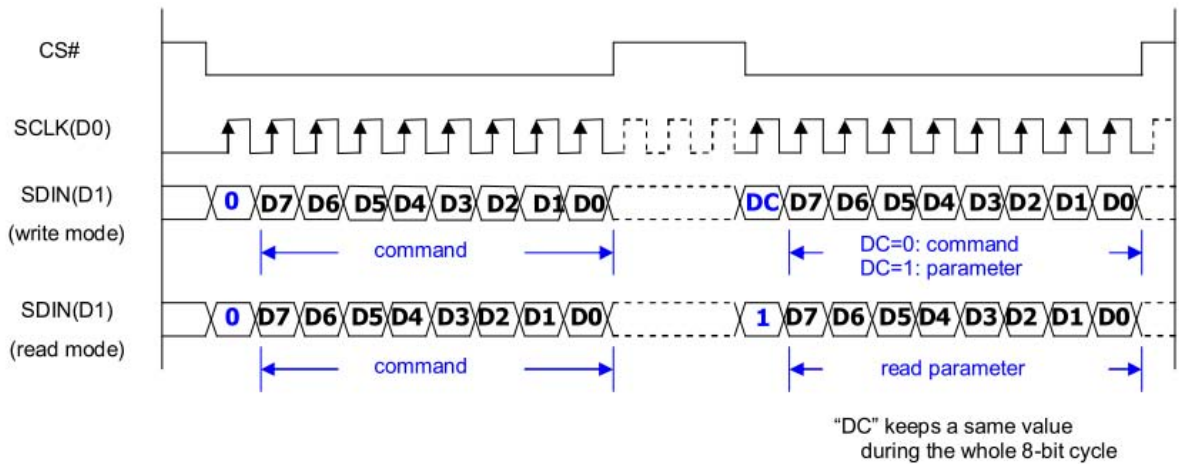 CS#
SCLK(D0)
SDIN(D1)
(write mode)
0 D7 D6 D5 D4 D3 D2 D1 D0
DC D7 D6 D5 D4 D3 D2 D1 D0
command
DC=0: command
DC=1: parameter
SDIN(D1)
(read mode)
0 D7 D6 D5 D4 D3 D2 D1 D0
1 D7 D6 D5 D4 D3 D2 D1 D0
command
read parameter
“DC” keeps a same value
during the whole 8-bit cycle